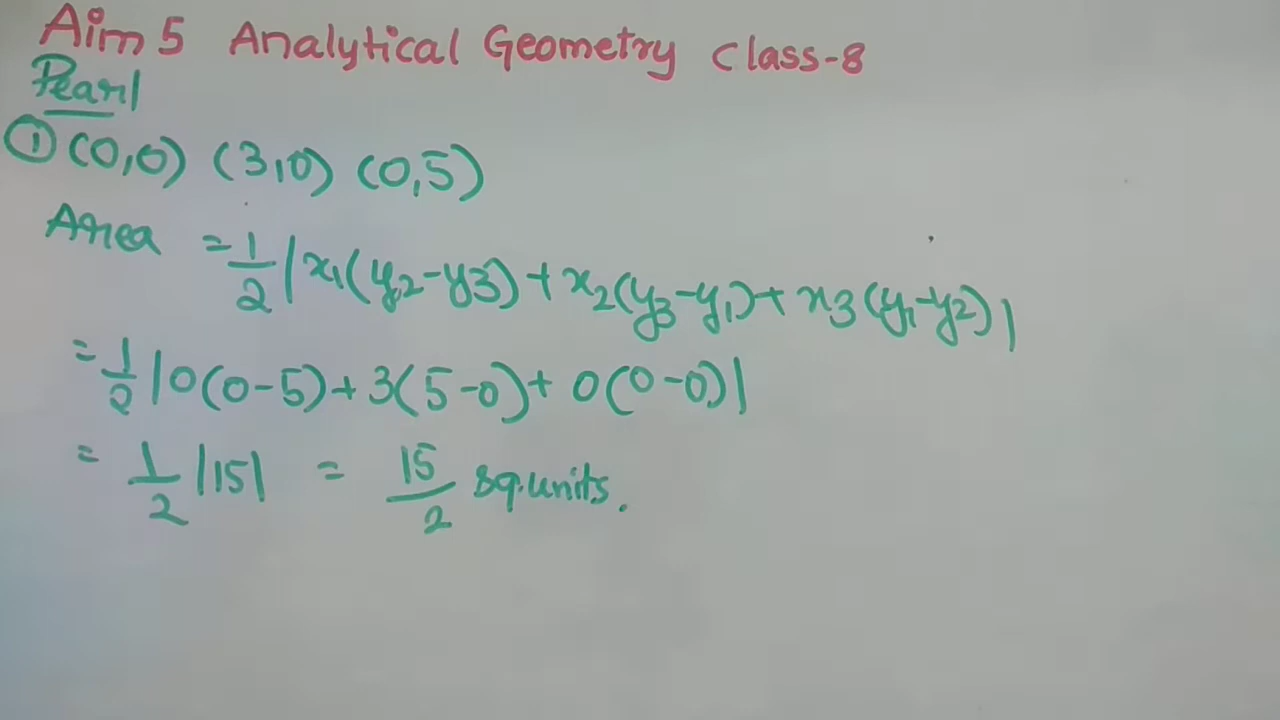 Aim 5 Analytical Geometry Class-8
Pearl
① (0,0) (3,0) (0,5)
Area = 1/2 |x₁(y₂-y₃)+x₂(y₃-y₁)+x₃(y₁-y₂)|
= 1/2 |0(0-5)+3(5-0)+0(0-0)|
= 1/2 |15| = 15/2 sq.units.